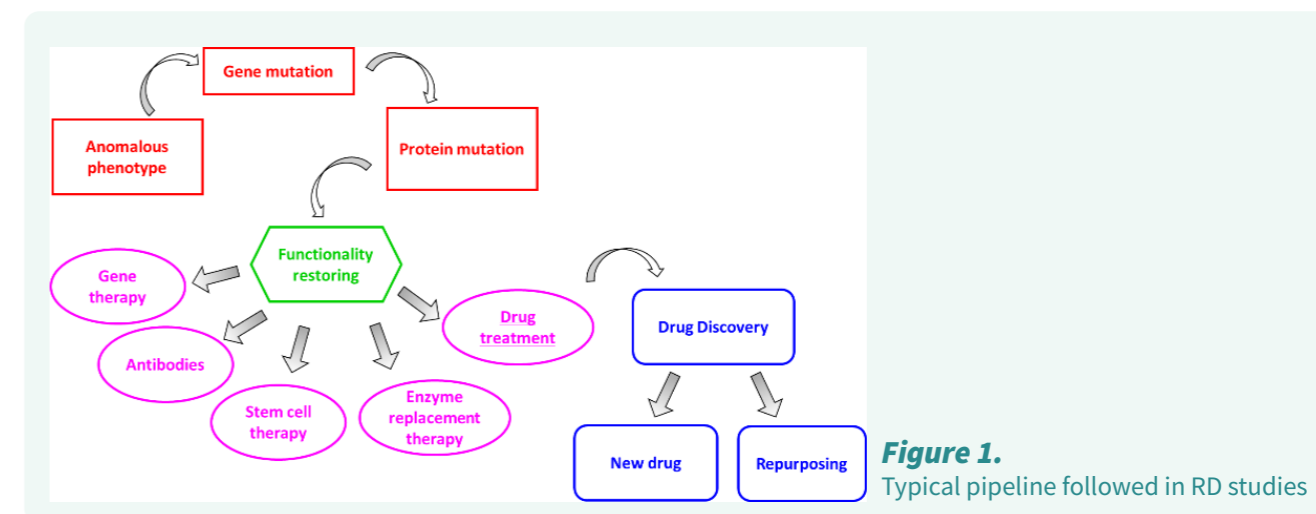 Gene mutation
Anomalous
phenotype
Protein mutation
Functionality
restoring
Gene
therapy
Antibodies
Stem cell
therapy
Enzyme
replacement
therapy
Drug
treatment
Drug Discovery
New drug
Repurposing
Figure 1.
Typical pipeline followed in RD studies